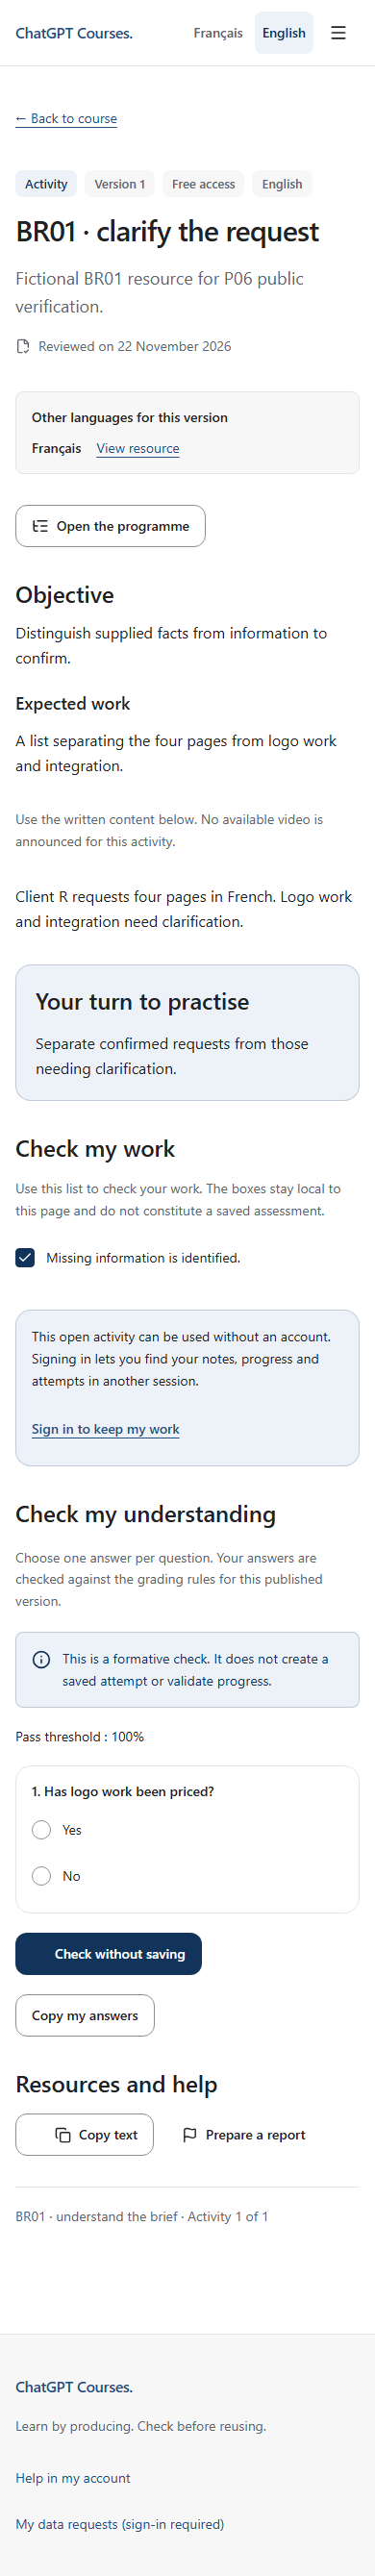 ChatGPT Courses.
Français
English
← Back to course
Activity
Version 1
Free access
English
BR01 · clarify the request
Fictional BR01 resource for P06 public
verification.
Reviewed on 22 November 2026
Other languages for this version
Français View resource
Open the programme
Objective
Distinguish supplied facts from information to
confirm.
Expected work
A list separating the four pages from logo work
and integration.
Use the written content below. No available video is
announced for this activity.
Client R requests four pages in French. Logo work
and integration need clarification.
Your turn to practise
Separate confirmed requests from those
needing clarification.
Check my work
Use this list to check your work. The boxes stay local to
this page and do not constitute a saved assessment.
Missing information is identified.
This open activity can be used without an account.
Signing in lets you find your notes, progress and
attempts in another session.
Sign in to keep my work
Check my understanding
Choose one answer per question. Your answers are
checked against the grading rules for this published
version.
This is a formative check. It does not create a
saved attempt or validate progress.
Pass threshold : 100%
1. Has logo work been priced?
Yes
No
Check without saving
Copy my answers
Resources and help
Copy text
Prepare a report
BR01 · understand the brief · Activity 1 of 1
ChatGPT Courses.
Learn by producing. Check before reusing.
Help in my account
My data requests (sign-in required)